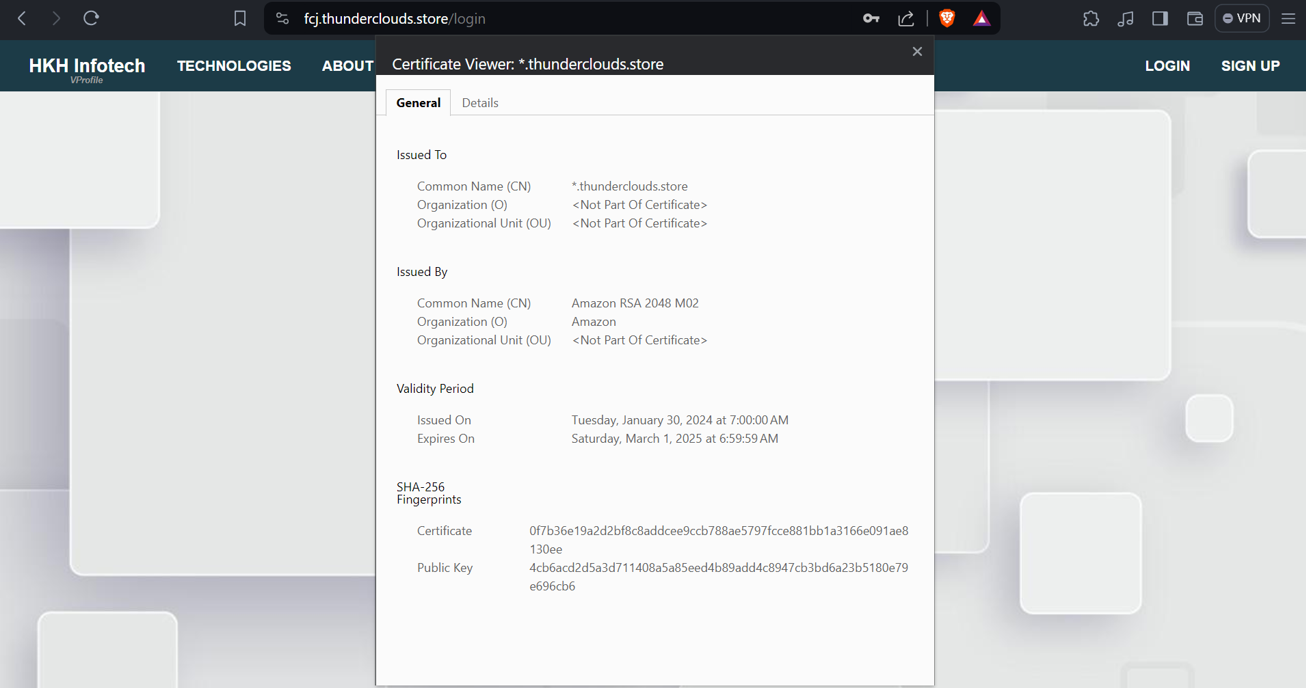 fcj.thunderclouds.store/login
VPN
HKH Infotech
VProfile
TECHNOLOGIES
ABOUT
LOGIN
SIGN UP
Certificate Viewer: *.thunderclouds.store
General
Details
Issued To
Common Name (CN) *.thunderclouds.store
Organization (O) <Not Part Of Certificate>
Organizational Unit (OU) <Not Part Of Certificate>
Issued By
Common Name (CN) Amazon RSA 2048 M02
Organization (O) Amazon
Organizational Unit (OU) <Not Part Of Certificate>
Validity Period
Issued On Tuesday, January 30, 2024 at 7:00:00 AM
Expires On Saturday, March 1, 2025 at 6:59:59 AM
SHA-256
Fingerprints
Certificate 0f7b36e19a2d2bf8c8addcee9ccb788ae5797fcce881bb1a3166e091ae8
130ee
Public Key 4cb6acd2d5a3d711408a5a85eed4b89add4c8947cb3bd6a23b5180e79
e696cb6